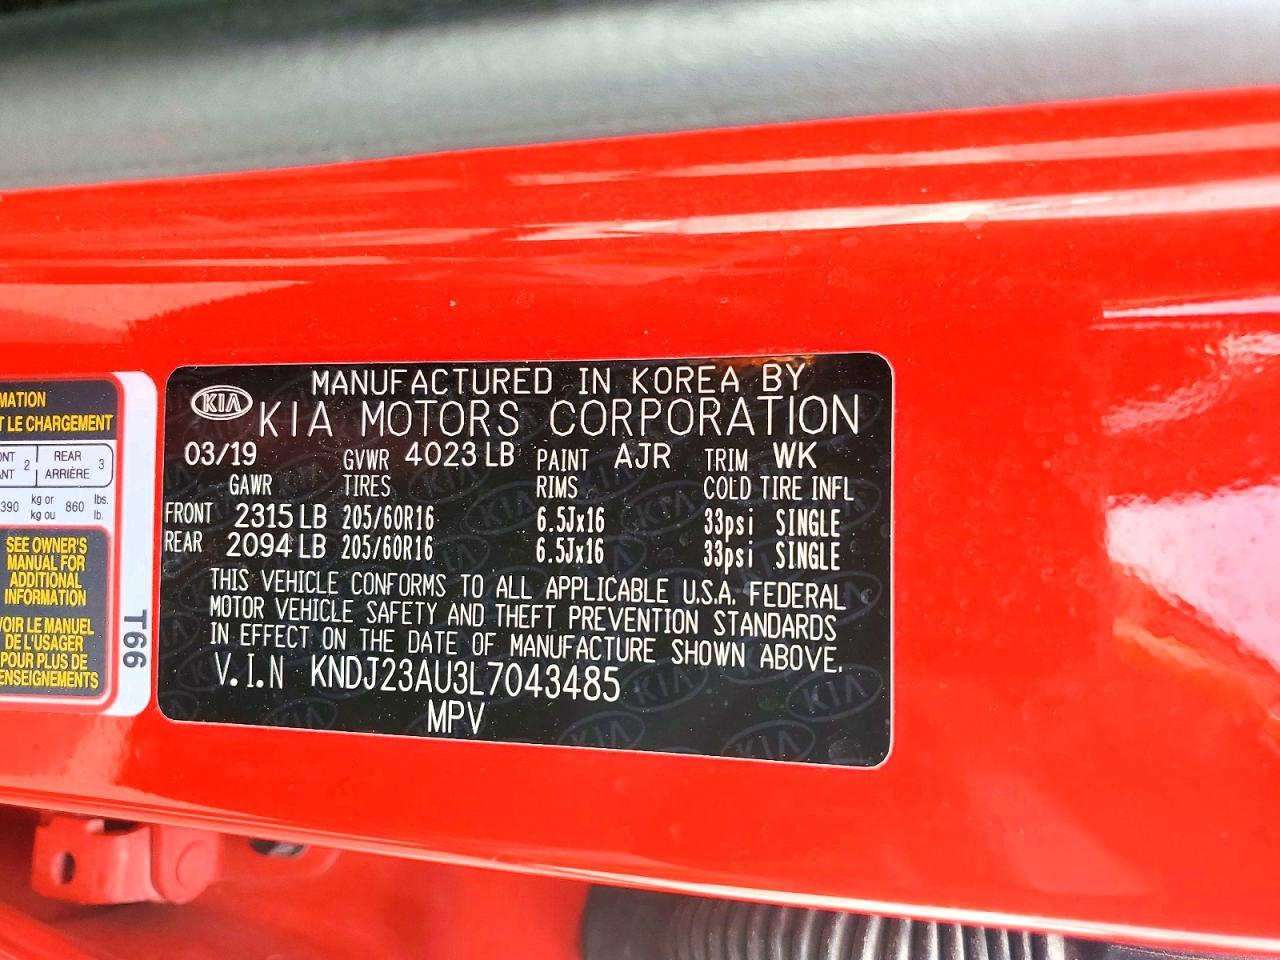 MATION
T LE CHARGEMENT
NT 2 | REAR 3
ANT | ARRIÈRE
390 kg or 860 lbs.
kg ou lb.
SEE OWNER'S
MANUAL FOR
ADDITIONAL
INFORMATION
VOIR LE MANUEL
DE L'USAGER
POUR PLUS DE
ENSEIGNEMENTS
T66
MANUFACTURED IN KOREA BY
KIA KIA MOTORS CORPORATION
03/19 GVWR 4023 LB PAINT AJR TRIM WK
GAWR TIRES RIMS COLD TIRE INFL
FRONT 2315 LB 205/60R16 6.5Jx16 33psi SINGLE
REAR 2094 LB 205/60R16 6.5Jx16 33psi SINGLE
THIS VEHICLE CONFORMS TO ALL APPLICABLE U.S.A. FEDERAL
MOTOR VEHICLE SAFETY AND THEFT PREVENTION STANDARDS
IN EFFECT ON THE DATE OF MANUFACTURE SHOWN ABOVE.
V.I.N KNDJ23AU3L7043485
MPV